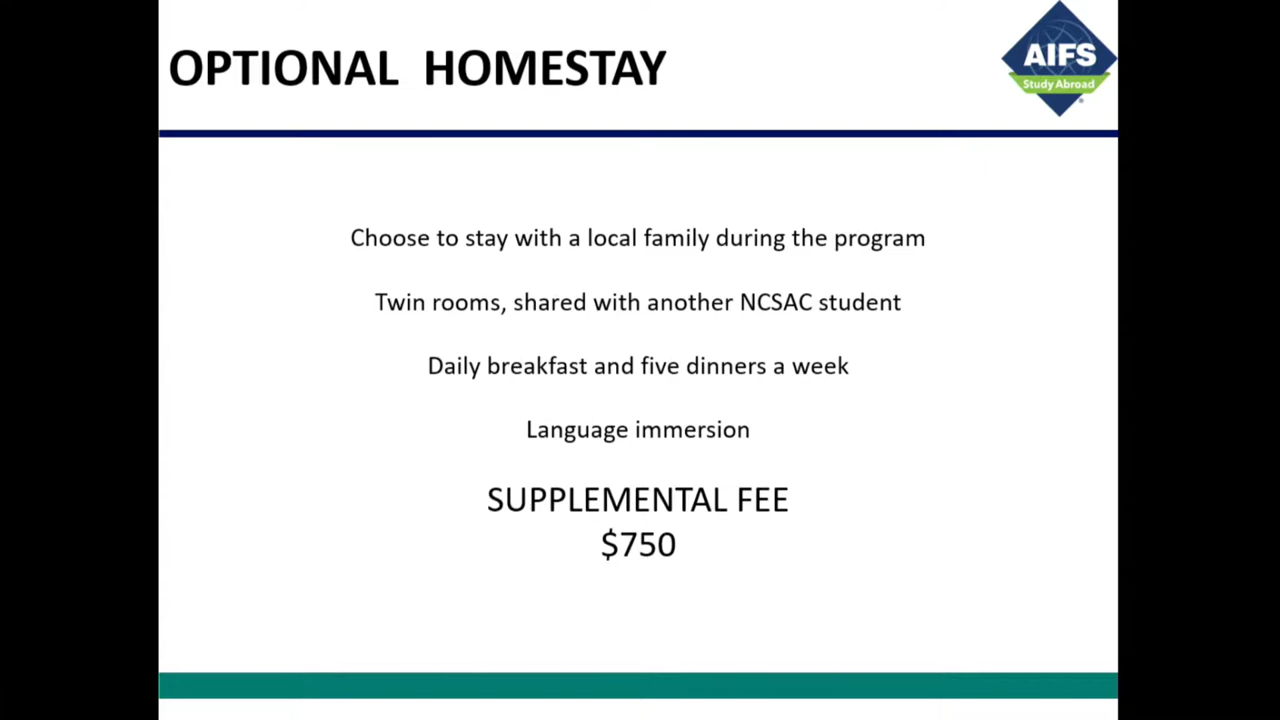 OPTIONAL HOMESTAY
AIFS
Study Abroad
®
Choose to stay with a local family during the program
Twin rooms, shared with another NCSAC student
Daily breakfast and five dinners a week
Language immersion
SUPPLEMENTAL FEE
$750